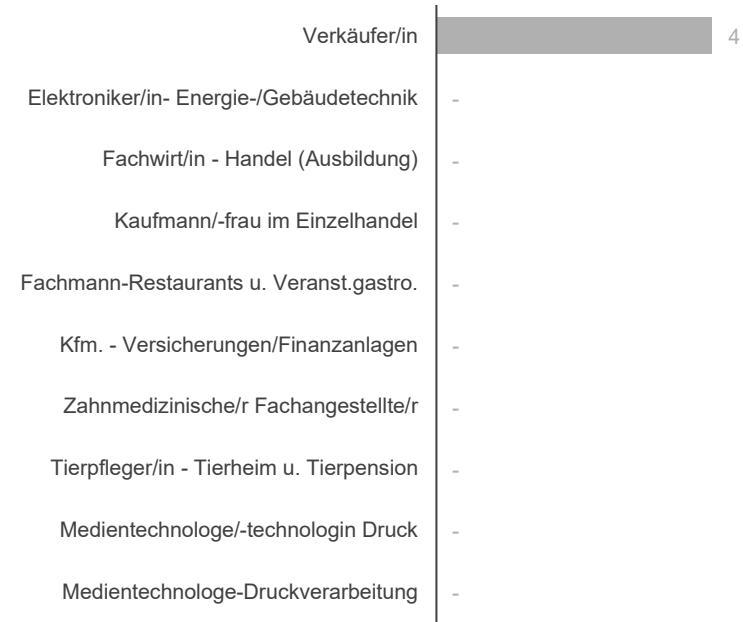 Verkäufer/in 4
Elektroniker/in- Energie-/Gebäudetechnik -
Fachwirt/in - Handel (Ausbildung) -
Kaufmann/-frau im Einzelhandel -
Fachmann-Restaurants u. Veranst.gastro. -
Kfm. - Versicherungen/Finanzanlagen -
Zahnmedizinische/r Fachangestellte/r -
Tierpfleger/in - Tierheim u. Tierpension -
Medientechnologe/-technologin Druck -
Medientechnologe-Druckverarbeitung -